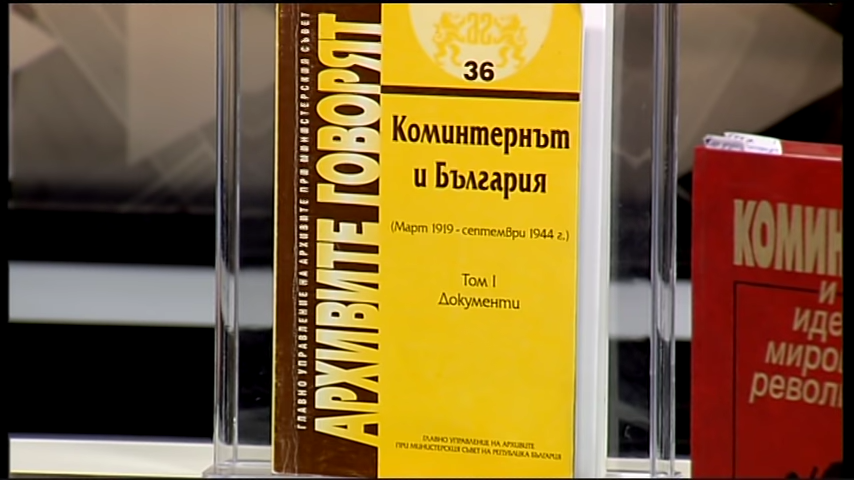 ГЛАВНО УПРАВЛЕНИЕ НА АРХИВИТЕ ПРИ МИНИСТЕРСКИЯ СЪВЕТ
АРХИВИТЕ ГОВОРЯТ
36
Коминтернът
и България
(Март 1919 - септември 1944 г.)
Том I
Документи
ГЛАВНО УПРАВЛЕНИЕ НА АРХИВИТЕ
ПРИ МИНИСТЕРСКИЯ СЪВЕТ НА РЕПУБЛИКА БЪЛГАРИЯ
КОМИН
и
иде
миро
револ